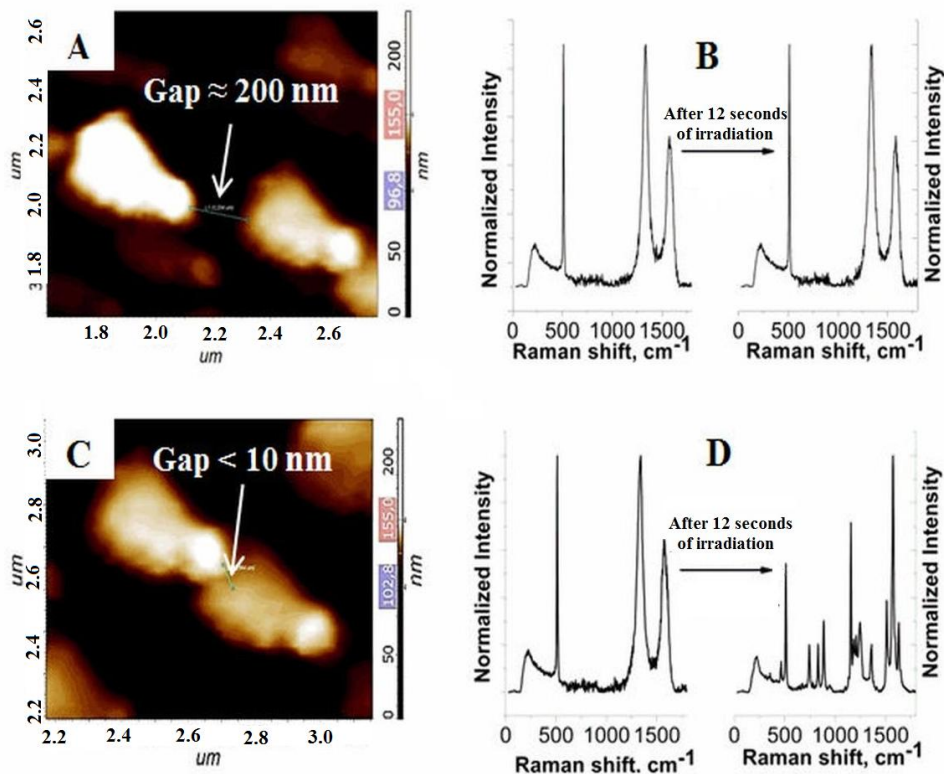 A
Gap ≈ 200 nm
2.6
2.4
2.2
2.0
1.8
3
um
1.8
2.0
2.2
2.4
2.6
um
200
155,0
96,8
50
0
nm
B
Normalized Intensity
After 12 seconds
of irradiation
Normalized Intensity
0
500
1000
1500
Raman shift, cm-1
0
500
1000
1500
Raman shift, cm-1
C
Gap < 10 nm
3.0
2.8
2.6
2.4
2.2
um
2.2
2.4
2.6
2.8
3.0
um
200
155,0
102,8
50
0
nm
D
Normalized Intensity
After 12 seconds
of irradiation
Normalized Intensity
0
500
1000
1500
Raman shift, cm-1
0
500
1000
1500
Raman shift, cm-1